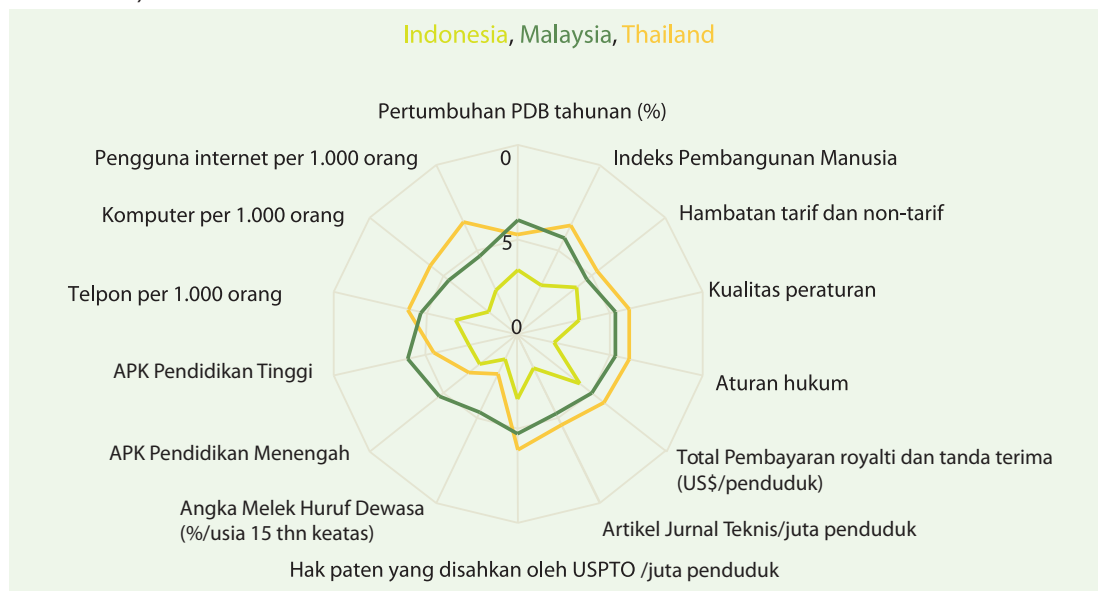 Indonesia, Malaysia, Thailand
Pertumbuhan PDB tahunan (%)
Pengguna internet per 1.000 orang
0
Indeks Pembangunan Manusia
Komputer per 1.000 orang
Hambatan tarif dan non-tarif
5
Telpon per 1.000 orang
Kualitas peraturan
0
APK Pendidikan Tinggi
Aturan hukum
APK Pendidikan Menengah
Total Pembayaran royalti dan tanda terima
(US$/penduduk)
Angka Melek Huruf Dewasa
(%/usia 15 thn keatas)
Artikel Jurnal Teknis/juta penduduk
Hak paten yang disahkan oleh USPTO /juta penduduk